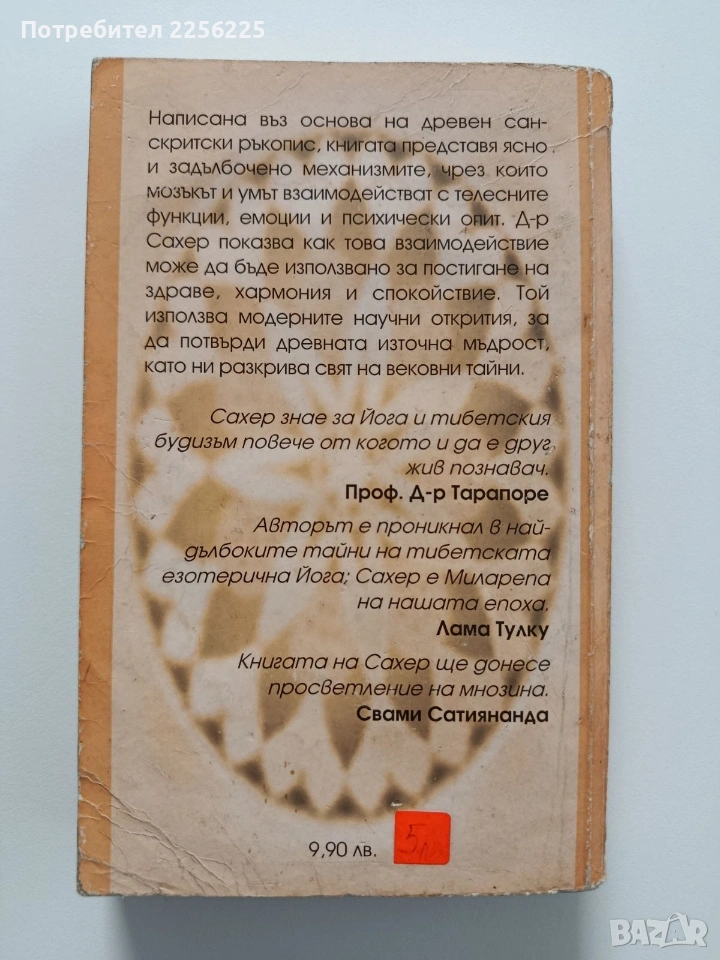 Потребител 2256225
Написана въз основа на древен сан-
скритски ръкопис, книгата представя ясно
и задълбочено механизмите, чрез които
мозъкът и умът взаимодействат с телесните
функции, емоции и психически опит. Д-р
Сахер показва как това взаимодействие
може да бъде използвано за постигане на
здраве, хармония и спокойствие. Той
използва модерните научни открития, за
да потвърди древната източна мъдрост,
като ни разкрива свят на вековни тайни.
Сахер знае за Йога и тибетския
будизъм повече от когото и да е друг
жив познавач.
Проф. Д-р Тарапоре
Авторът е проникнал в най-
дълбоките тайни на тибетската
езотерична Йога; Сахер е Миларепа
на нашата епоха.
Лама Тулку
Книгата на Сахер ще донесе
просветление на мнозина.
Свами Сатиянанда
9,90 лв.
5лв
BAZAR